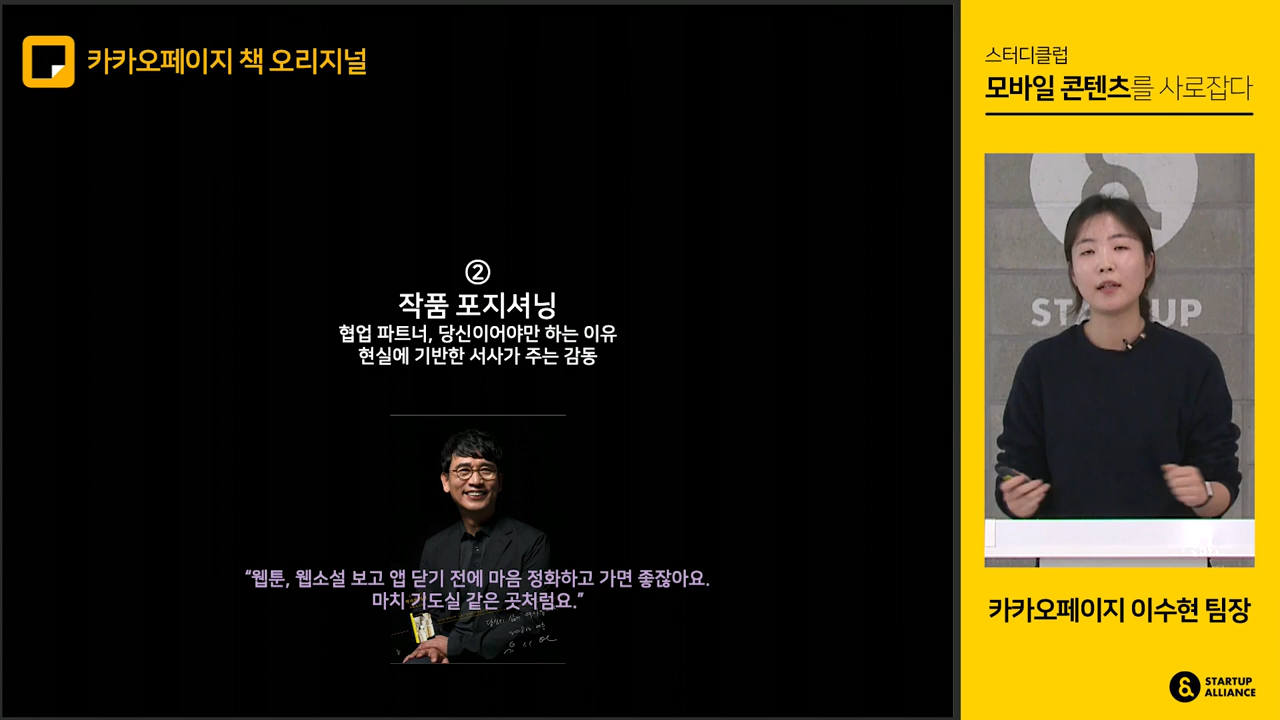 카카오페이지 책 오리지널
②
작품 포지셔닝
협업 파트너, 당신이어야만 하는 이유
현실에 기반한 서사가 주는 감동
“웹툰, 웹소설 보고 앱 닫기 전에 마음 정화하고 가면 좋잖아요.
마치 기도실 같은 곳처럼요.”
스터디클럽
모바일 콘텐츠를 사로잡다
카카오페이지 이수현 팀장
STARTUP
ALLIANCE